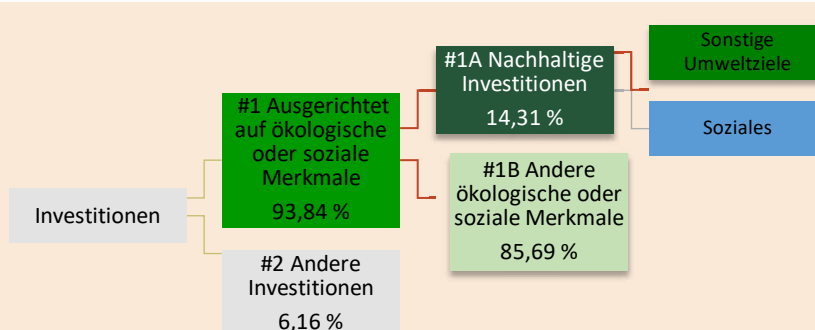 Investitionen
#1 Ausgerichtet
auf ökologische
oder soziale
Merkmale
93,84 %
#2 Andere
Investitionen
6,16 %
#1A Nachhaltige
Investitionen
14,31 %
#1B Andere
ökologische oder
soziale Merkmale
85,69 %
Sonstige
Umweltziele
Soziales